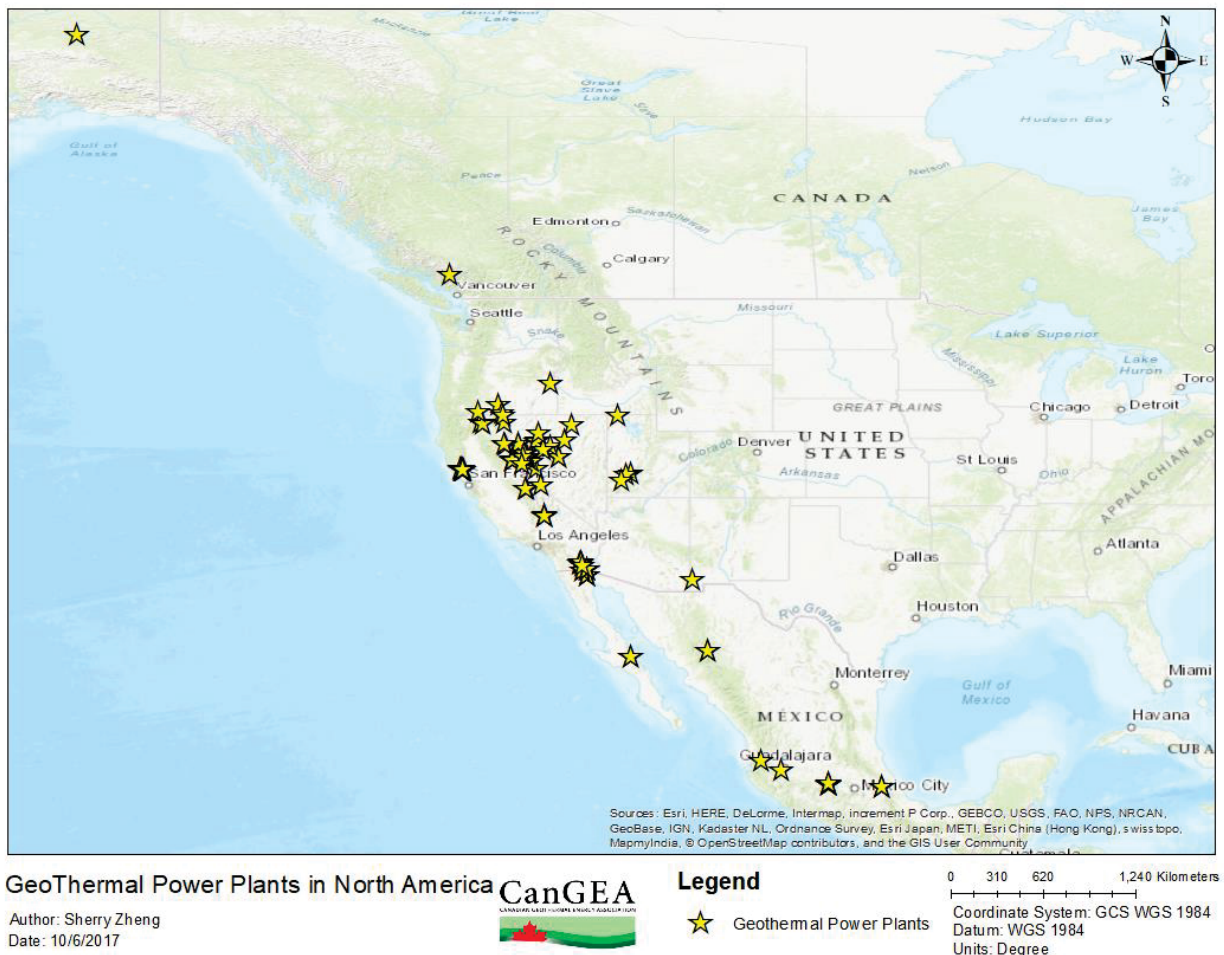 Great Bear
Lake
Mackenzie
N
W
E
S
Great
Slave
Lake
Slave
Hudson Bay
Gulf of
Alaska
Peace
Nelson
CANADA
Edmonton
Saskatchewan
James
Bay
ROCKY MOUNTAINS
Columbia
Calgary
Vancouver
Seattle
Missouri
Snake
Lake Superior
Mississippi
Lake
Huron
O
Toro
GREAT PLAINS
Chicago
Detroit
Colorado
Denver
UNITED
STATES
St Louis
Ohio
Arkansas
APPALACHIAN MO
San Francisco
Los Angeles
Atlanta
Dallas
Houston
Rio Grande
Monterrey
Gulf of
Mexico
Miami
MÉXICO
Havana
CUBA
Guadalajara
Mexico City
Sources: Esri, HERE, DeLorme, Intermap, increment P Corp., GEBCO, USGS, FAO, NPS, NRCAN,
GeoBase, IGN, Kadaster NL, Ordnance Survey, Esri Japan, METI, Esri China (Hong Kong), swisstopo,
MapmyIndia, © OpenStreetMap contributors, and the GIS User Community
Guatemala
GeoThermal Power Plants in North America
Author: Sherry Zheng
Date: 10/6/2017
CanGEA
CANADIAN GEOTHERMAL ENERGY ASSOCIATION
Legend
Geothermal Power Plants
0 310 620 1,240 Kilometers
Coordinate System: GCS WGS 1984
Datum: WGS 1984
Units: Degree